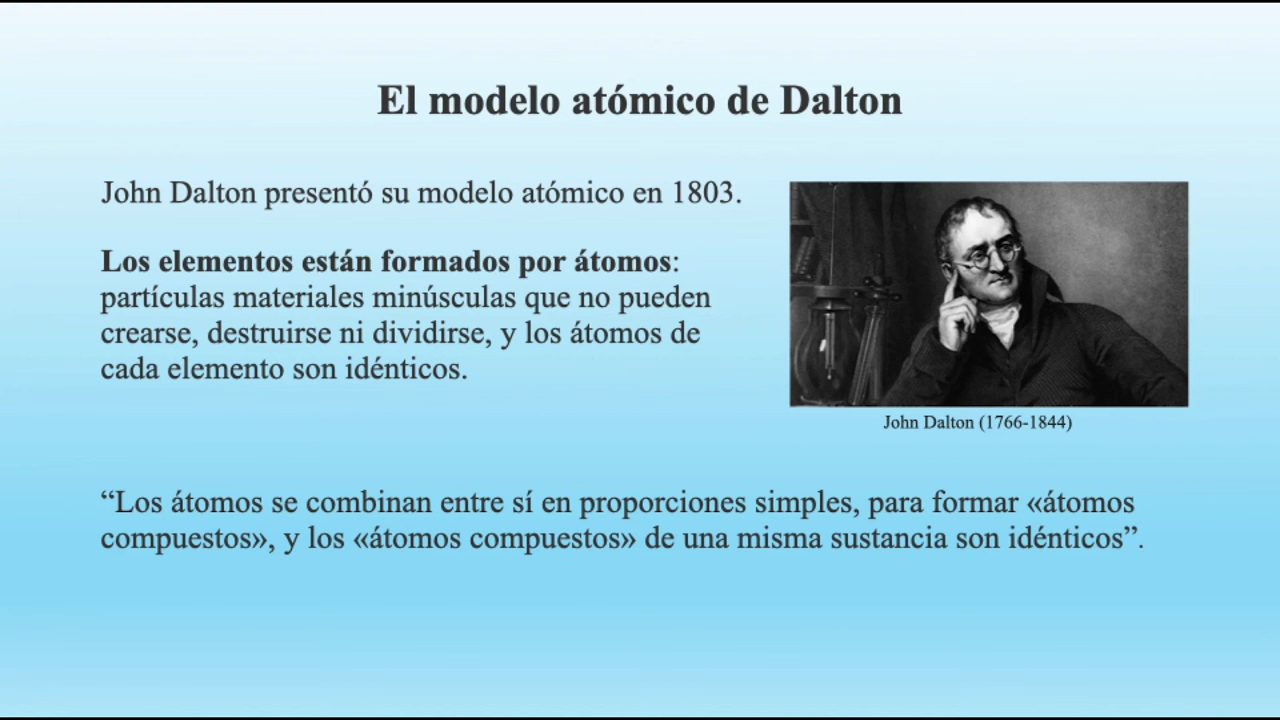 El modelo atómico de Dalton
John Dalton presentó su modelo atómico en 1803.
Los elementos están formados por átomos:
partículas materiales minúsculas que no pueden
crearse, destruirse ni dividirse, y los átomos de
cada elemento son idénticos.
John Dalton (1766-1844)
“Los átomos se combinan entre sí en proporciones simples, para formar «átomos
compuestos», y los «átomos compuestos» de una misma sustancia son idénticos”.